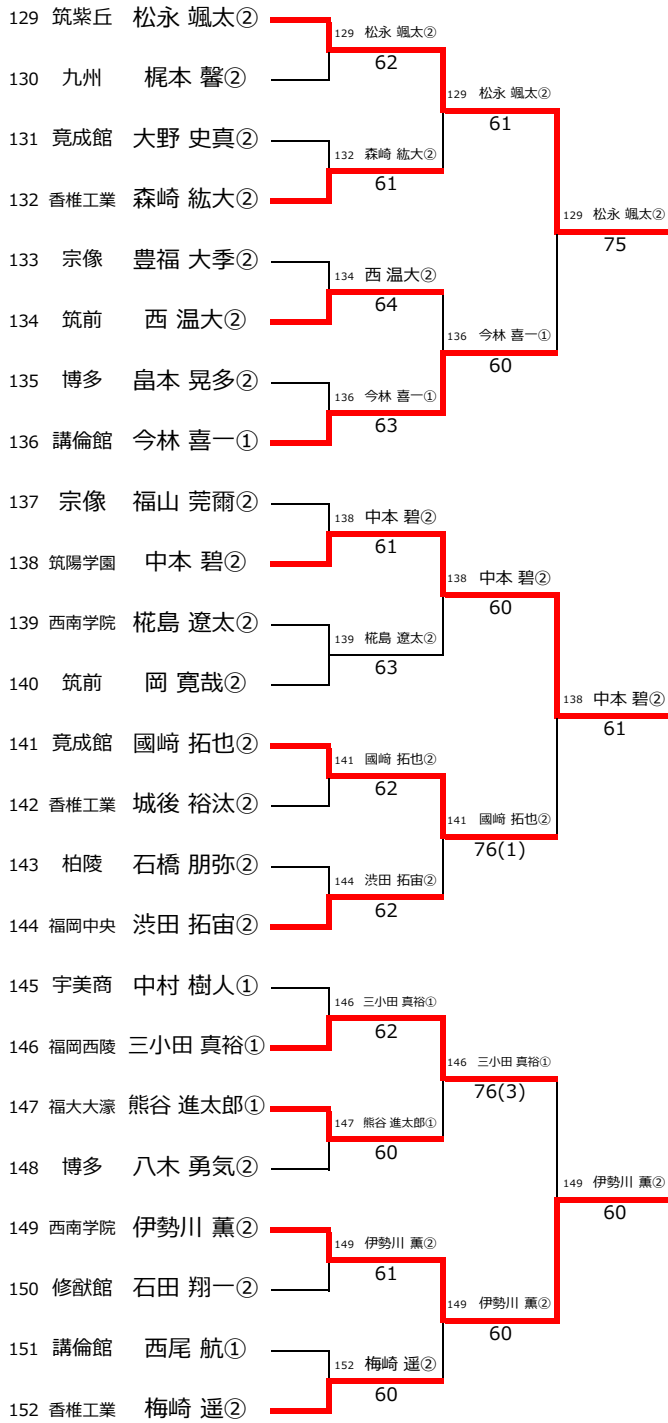 129 筑紫丘 松永 颯太②
129 松永 颯太②
62
130 九州 梶本 馨②
129 松永 颯太②
61
131 竟成館 大野 史真②
132 森崎 紘大②
61
132 香椎工業 森崎 紘大②
129 松永 颯太②
75
133 宗像 豊福 大季②
134 西 温大②
64
134 筑前 西 温大②
136 今林 喜一①
60
135 博多 畠本 晃多②
136 今林 喜一①
63
136 講倫館 今林 喜一①
137 宗像 福山 莞爾②
138 中本 碧②
61
138 筑陽学園 中本 碧②
138 中本 碧②
60
139 西南学院 椛島 遼太②
139 椛島 遼太②
63
140 筑前 岡 寛哉②
138 中本 碧②
61
141 竟成館 國﨑 拓也②
141 國﨑 拓也②
62
142 香椎工業 城後 裕汰②
141 國﨑 拓也②
76(1)
143 柏陵 石橋 朋弥②
144 渋田 拓宙②
62
144 福岡中央 渋田 拓宙②
145 宇美商 中村 樹人①
146 三小田 真裕①
62
146 福岡西陵 三小田 真裕①
146 三小田 真裕①
76(3)
147 福大大濠 熊谷 進太郎①
147 熊谷 進太郎①
60
148 博多 八木 勇気②
149 伊勢川 薫②
60
149 西南学院 伊勢川 薫②
149 伊勢川 薫②
61
150 修猷館 石田 翔一②
149 伊勢川 薫②
60
151 講倫館 西尾 航①
152 梅崎 遥②
60
152 香椎工業 梅崎 遥②